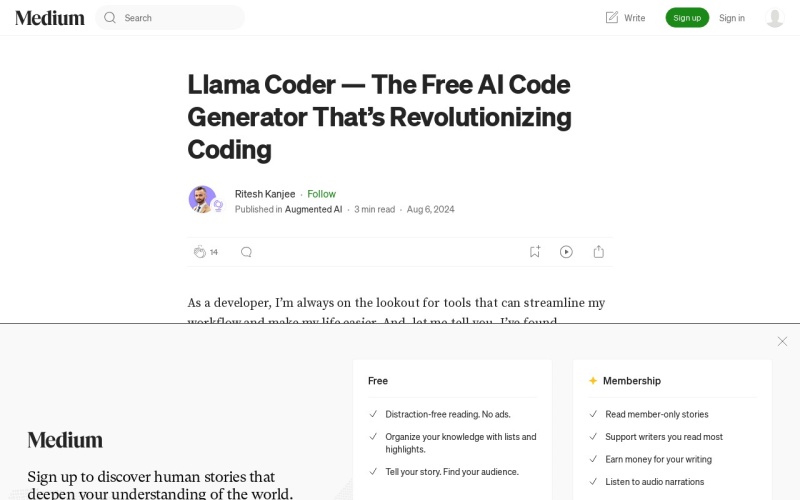 Medium
Search
Write
Sign up
Sign in
Llama Coder — The Free AI Code
Generator That's Revolutionizing
Coding
Ritesh Kanjee · Follow
Published in Augmented AI · 3 min read · Aug 6, 2024
14
As a developer, I'm always on the lookout for tools that can streamline my
workflow and make my life easier. And, let me tell you, I've found
Free
Distraction-free reading. No ads.
Organize your knowledge with lists and
highlights.
Tell your story. Find your audience.
Membership
Read member-only stories
Support writers you read most
Earn money for your writing
Listen to audio narrations
Medium
Sign up to discover human stories that
deepen your understanding of the world.